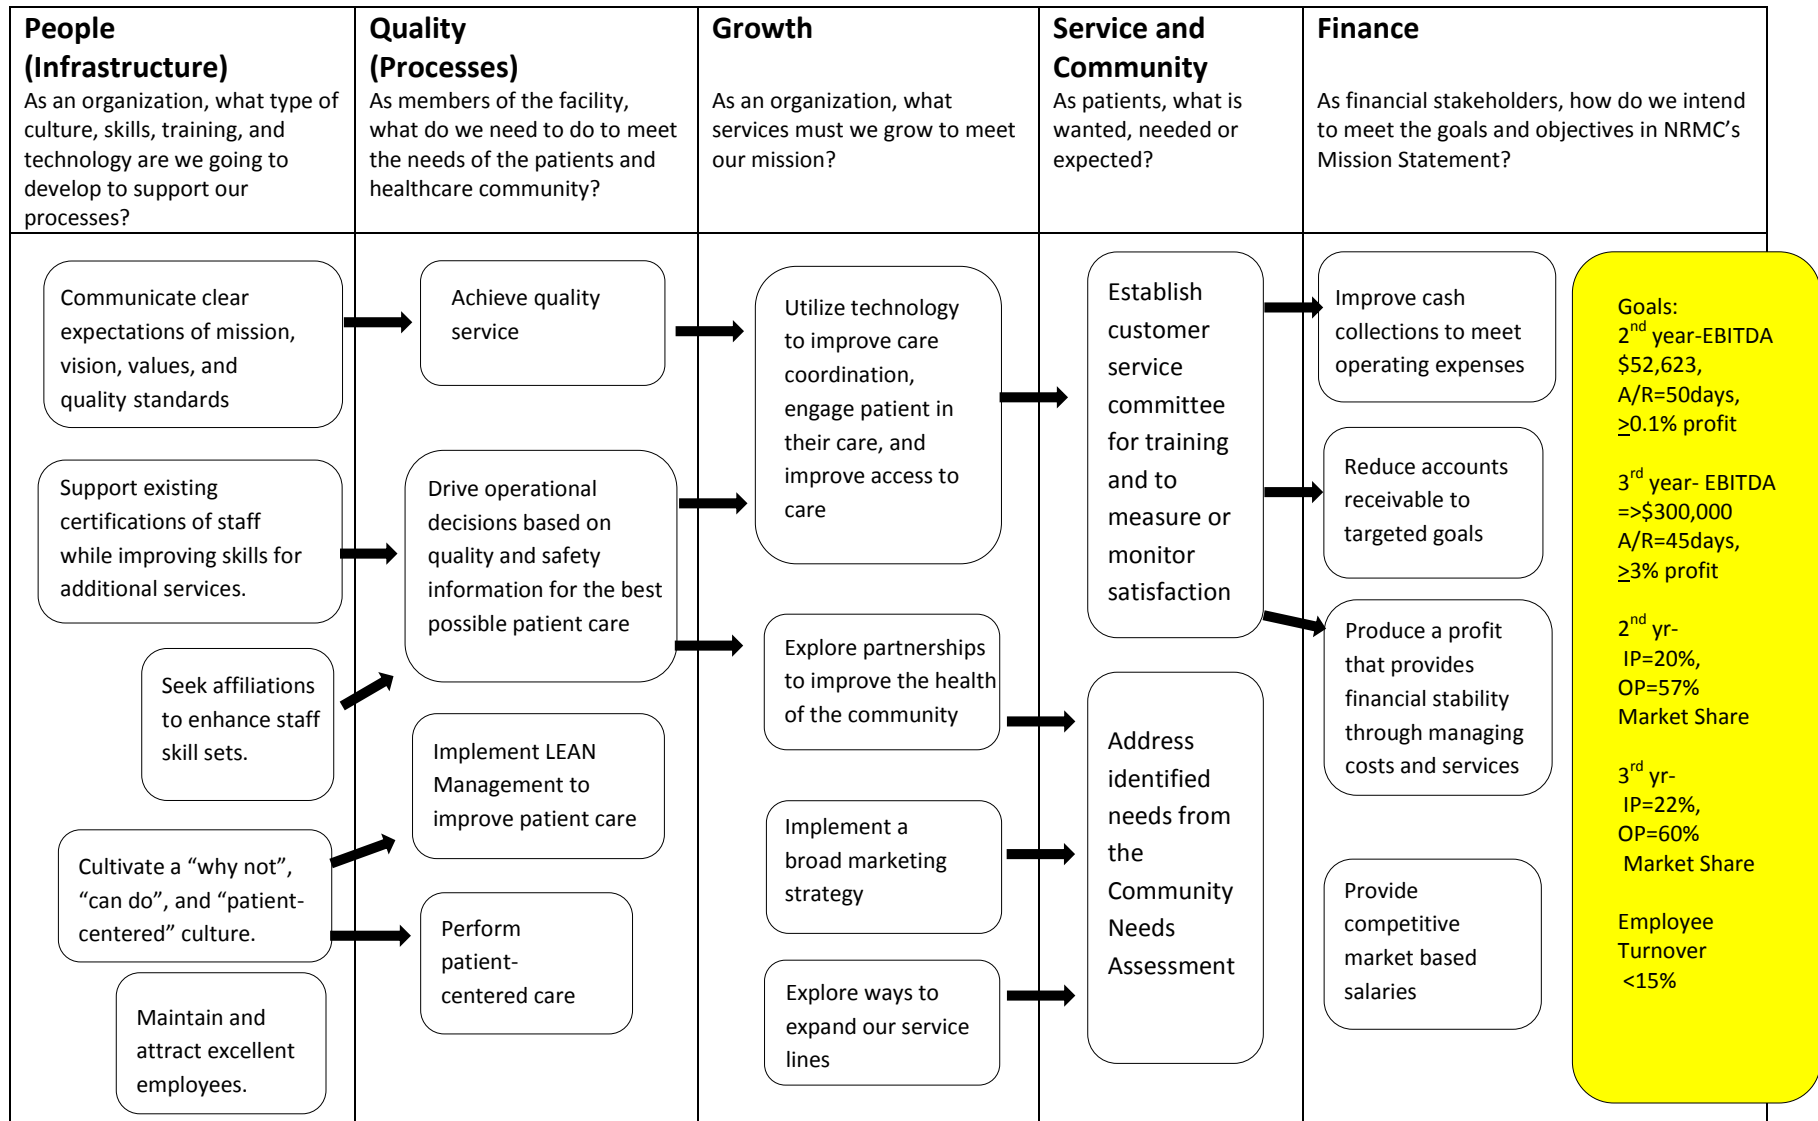 People
(Infrastructure)
As an organization, what type of
culture, skills, training, and
technology are we going to
develop to support our
processes?
Quality
(Processes)
As members of the facility,
what do we need to do to meet
the needs of the patients and
healthcare community?
Growth
As an organization, what
services must we grow to meet
our mission?
Service and
Community
As patients, what is
wanted, needed or
expected?
Finance
As financial stakeholders, how do we intend
to meet the goals and objectives in NRMC’s
Mission Statement?
Communicate clear
expectations of mission,
vision, values, and
quality standards
Support existing
certifications of staff
while improving skills for
additional services.
Seek affiliations
to enhance staff
skill sets.
Cultivate a “why not”,
“can do”, and “patient-
centered” culture.
Maintain and
attract excellent
employees.
Achieve quality
service
Drive operational
decisions based on
quality and safety
information for the best
possible patient care
Implement LEAN
Management to
improve patient care
Perform
patient-
centered care
Utilize technology
to improve care
coordination,
engage patient in
their care, and
improve access to
care
Explore partnerships
to improve the health
of the community
Implement a
broad marketing
strategy
Explore ways to
expand our service
lines
Establish
customer
service
committee
for training
and to
measure or
monitor
satisfaction
Address
identified
needs from
the
Community
Needs
Assessment
Improve cash
collections to meet
operating expenses
Reduce accounts
receivable to
targeted goals
Produce a profit
that provides
financial stability
through managing
costs and services
Provide
competitive
market based
salaries
Goals:
2nd year-EBITDA
$52,623,
A/R=50days,
≥0.1% profit
3rd year- EBITDA
=>$300,000
A/R=45days,
≥3% profit
2nd yr-
IP=20%,
OP=57%
Market Share
3rd yr-
IP=22%,
OP=60%
Market Share
Employee
Turnover
<15%